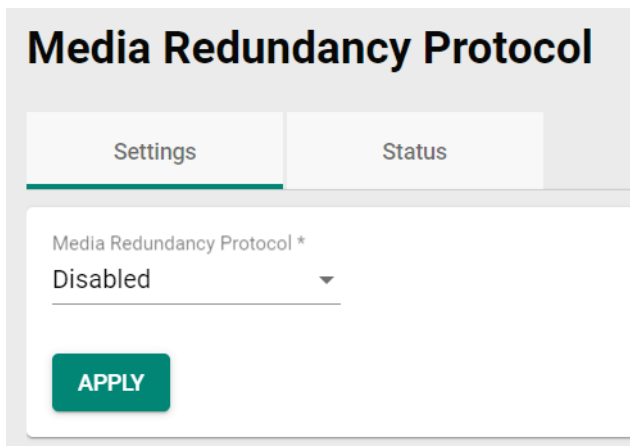 Media Redundancy Protocol
Settings Status
Media Redundancy Protocol *
Disabled
APPLY